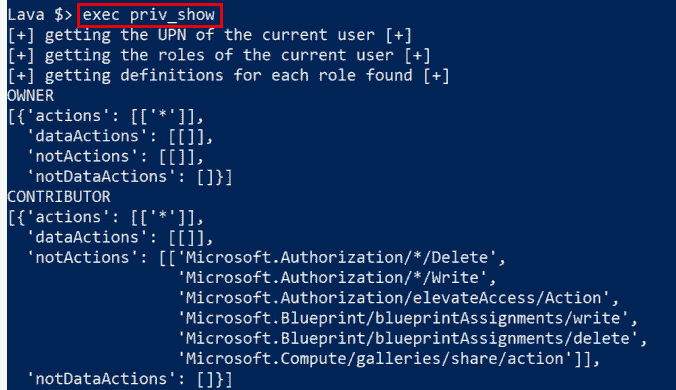 Lava $> exec priv_show
[+] getting the UPN of the current user [+]
[+] getting the roles of the current user [+]
[+] getting definitions for each role found [+]
OWNER
[{'actions': [['*']],
  'dataActions': [[]],
  'notActions': [[]],
  'notDataActions': []}]
CONTRIBUTOR
[{'actions': [['*']],
  'dataActions': [[]],
  'notActions': [['Microsoft.Authorization/*/Delete',
                  'Microsoft.Authorization/*/Write',
                  'Microsoft.Authorization/elevateAccess/Action',
                  'Microsoft.Blueprint/blueprintAssignments/write',
                  'Microsoft.Blueprint/blueprintAssignments/delete',
                  'Microsoft.Compute/galleries/share/action']],
  'notDataActions': []}]